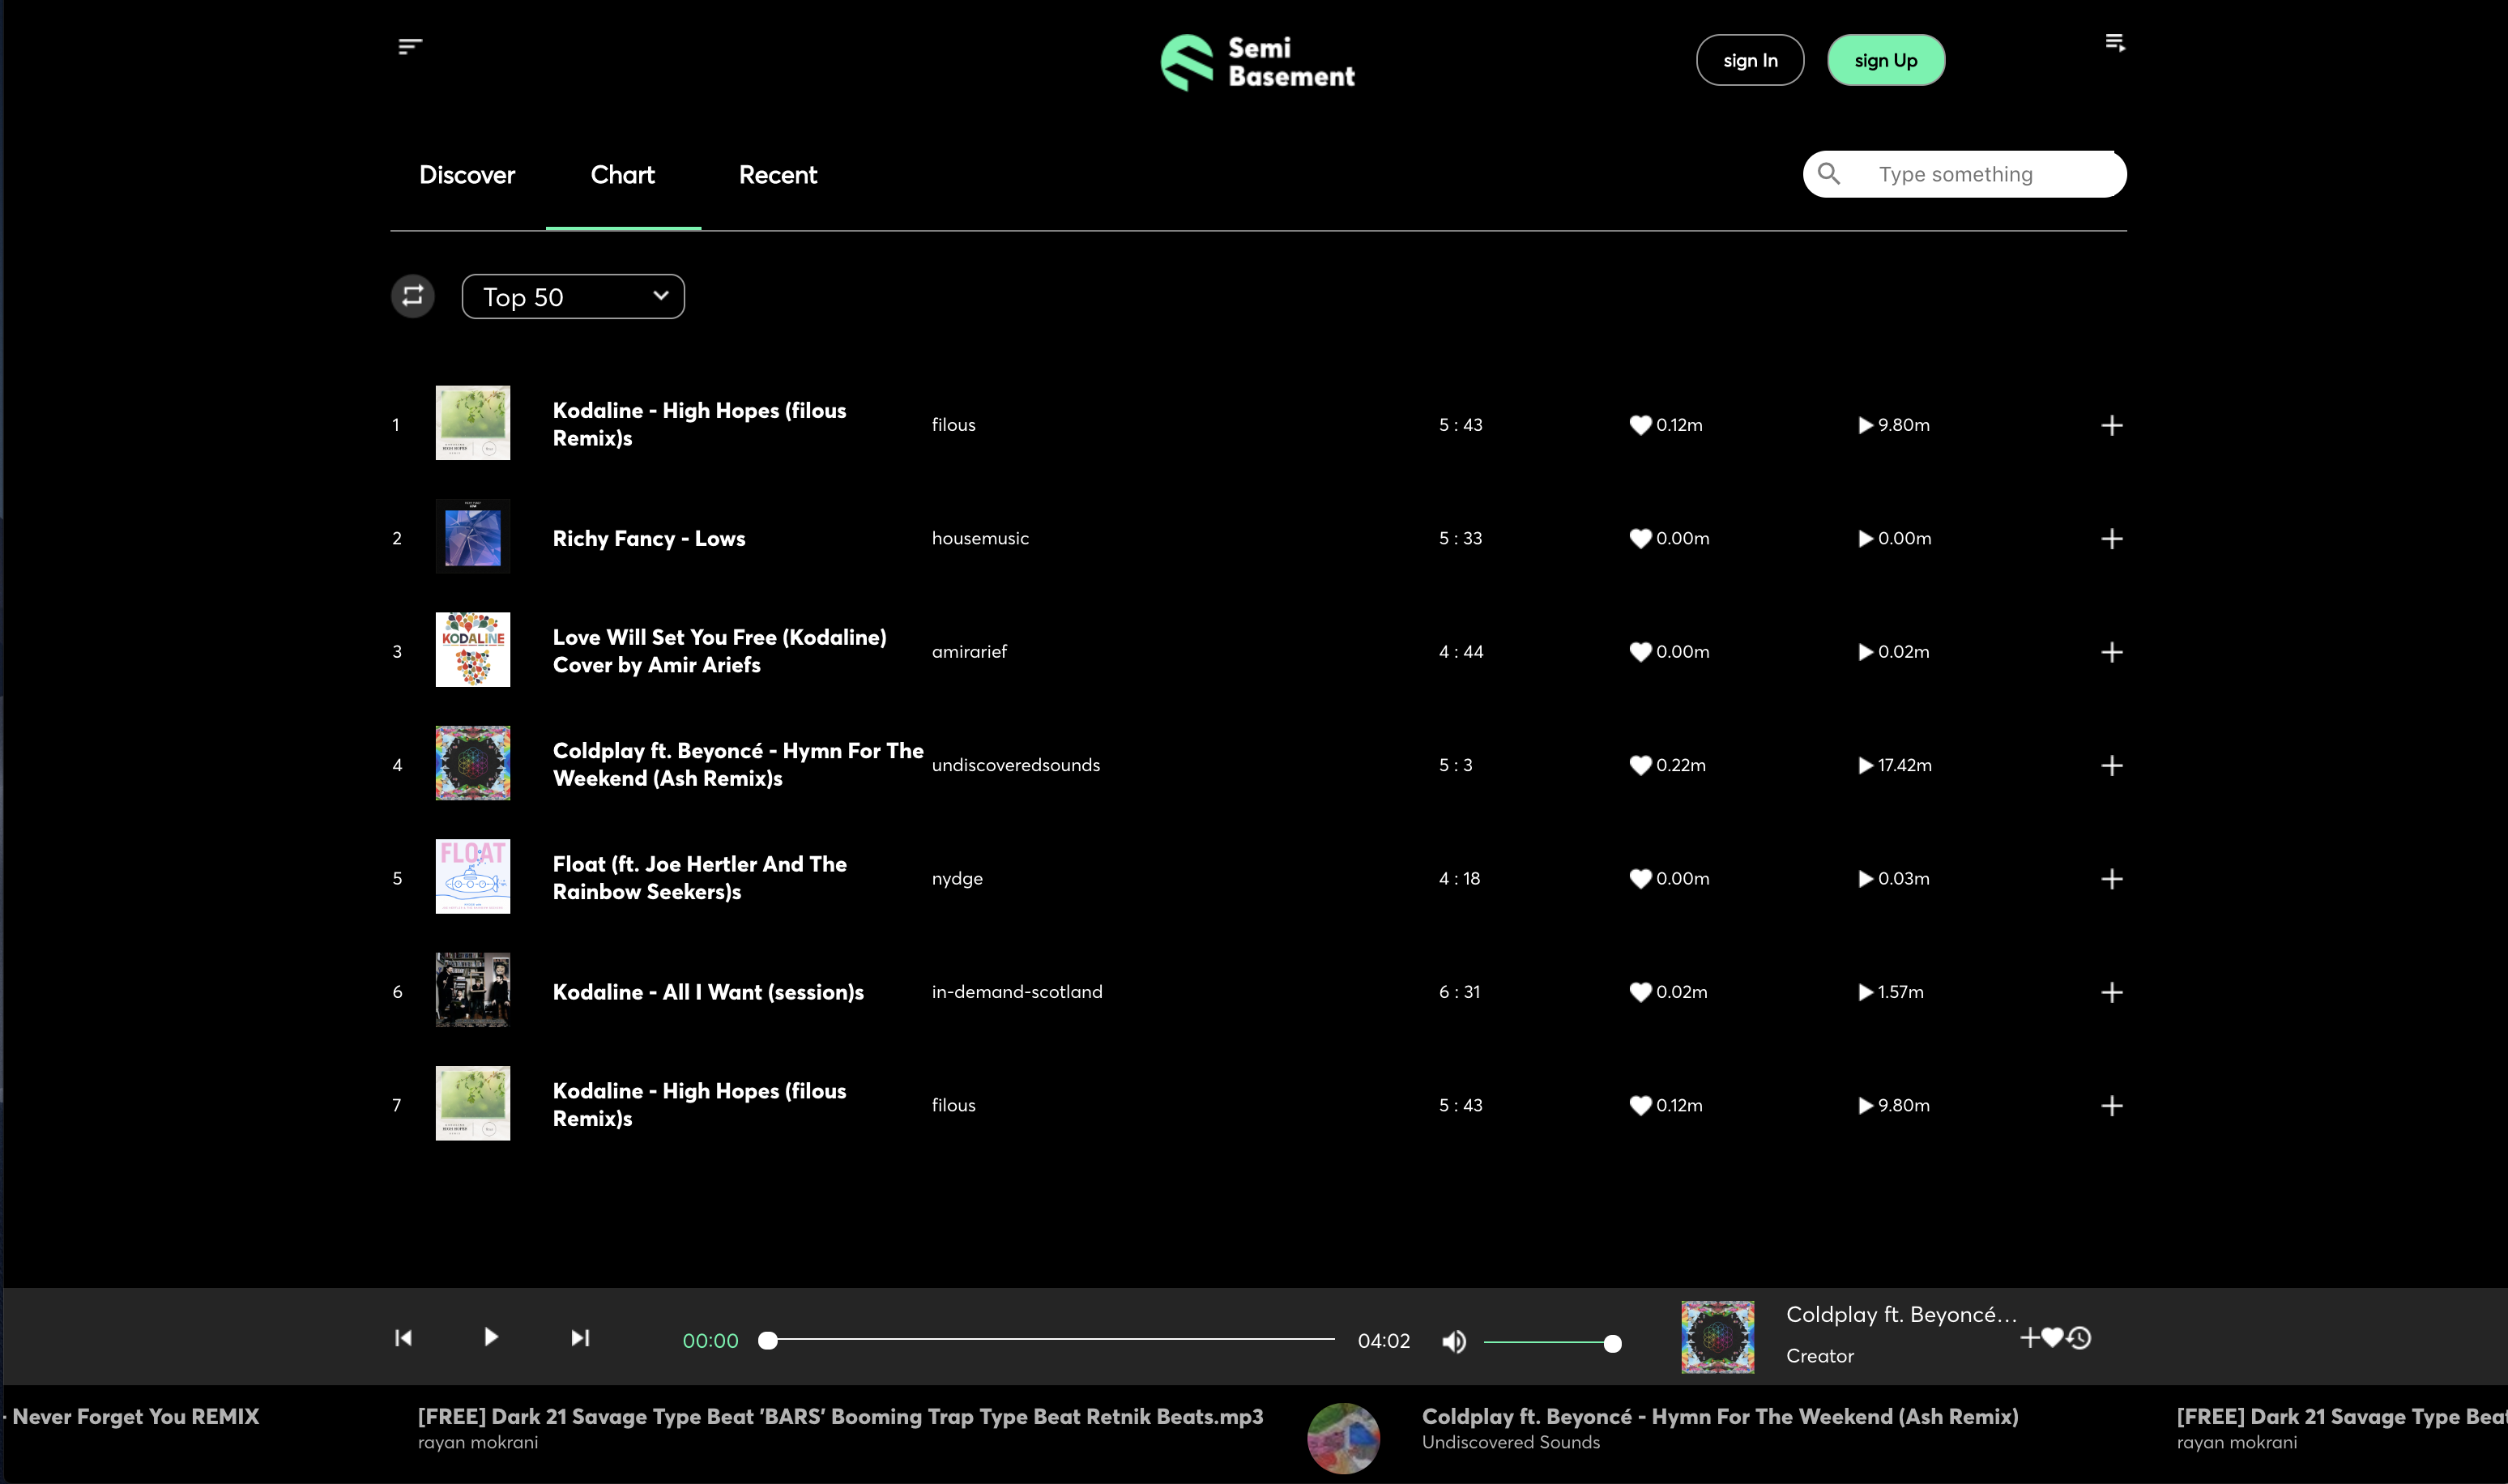 Semi
Basement
sign In
sign Up
Discover
Chart
Recent
Type something
Top 50
1
Kodaline - High Hopes (filous
Remix)s
filous
5 : 43
0.12m
9.80m
2
Richy Fancy - Lows
housemusic
5 : 33
0.00m
0.00m
3
KODALINE
Love Will Set You Free (Kodaline)
Cover by Amir Ariefs
amirarief
4 : 44
0.00m
0.02m
4
Coldplay ft. Beyoncé - Hymn For The
Weekend (Ash Remix)s
undiscoveredsounds
5 : 3
0.22m
17.42m
5
FLOAT
Float (ft. Joe Hertler And The
Rainbow Seekers)s
nydge
4 : 18
0.00m
0.03m
6
Kodaline - All I Want (session)s
in-demand-scotland
6 : 31
0.02m
1.57m
7
Kodaline - High Hopes (filous
Remix)s
filous
5 : 43
0.12m
9.80m
00:00
04:02
Coldplay ft. Beyoncé...
Creator
- Never Forget You REMIX
[FREE] Dark 21 Savage Type Beat 'BARS' Booming Trap Type Beat Retnik Beats.mp3
rayan mokrani
Coldplay ft. Beyoncé - Hymn For The Weekend (Ash Remix)
Undiscovered Sounds
[FREE] Dark 21 Savage Type Beat
rayan mokrani